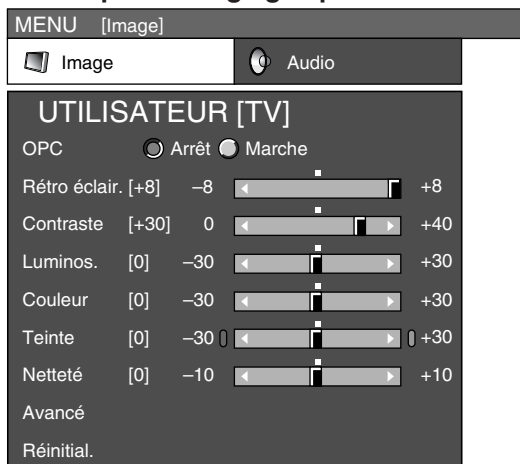 MENU [Image]
Image Audio
UTILISATEUR [TV]
OPC Arrêt Marche
Rétro éclair. [+8] –8 +8
Contraste [+30] 0 +40
Luminos. [0] –30 +30
Couleur [0] –30 +30
Teinte [0] –30 +30
Netteté [0] –10 +10
Avancé
Réinitial.